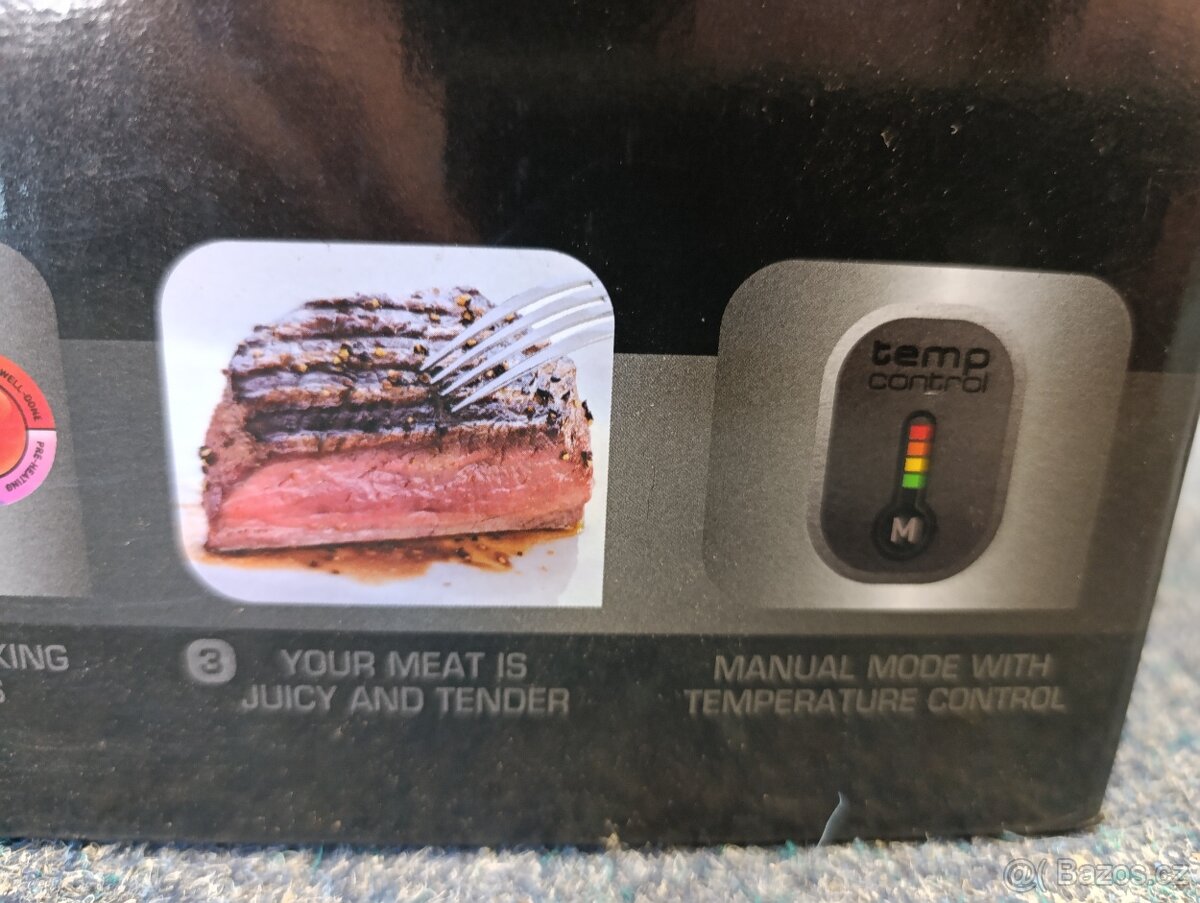 WELL-DONE
PRE-HEATING
temp
control
M
KING
S
3 YOUR MEAT IS
JUICY AND TENDER
MANUAL MODE WITH
TEMPERATURE CONTROL
@( Bazos.cz